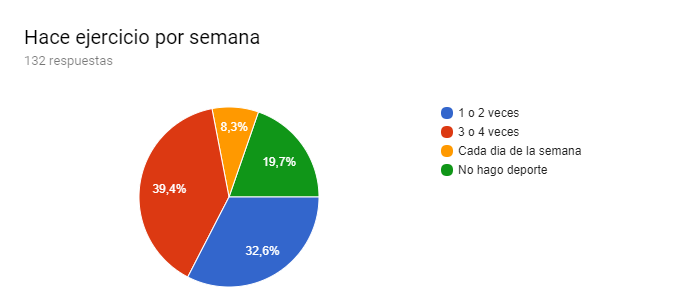 Hace ejercicio por semana
132 respuestas
8,3%
19,7%
39,4%
32,6%
1 o 2 veces
3 o 4 veces
Cada dia de la semana
No hago deporte